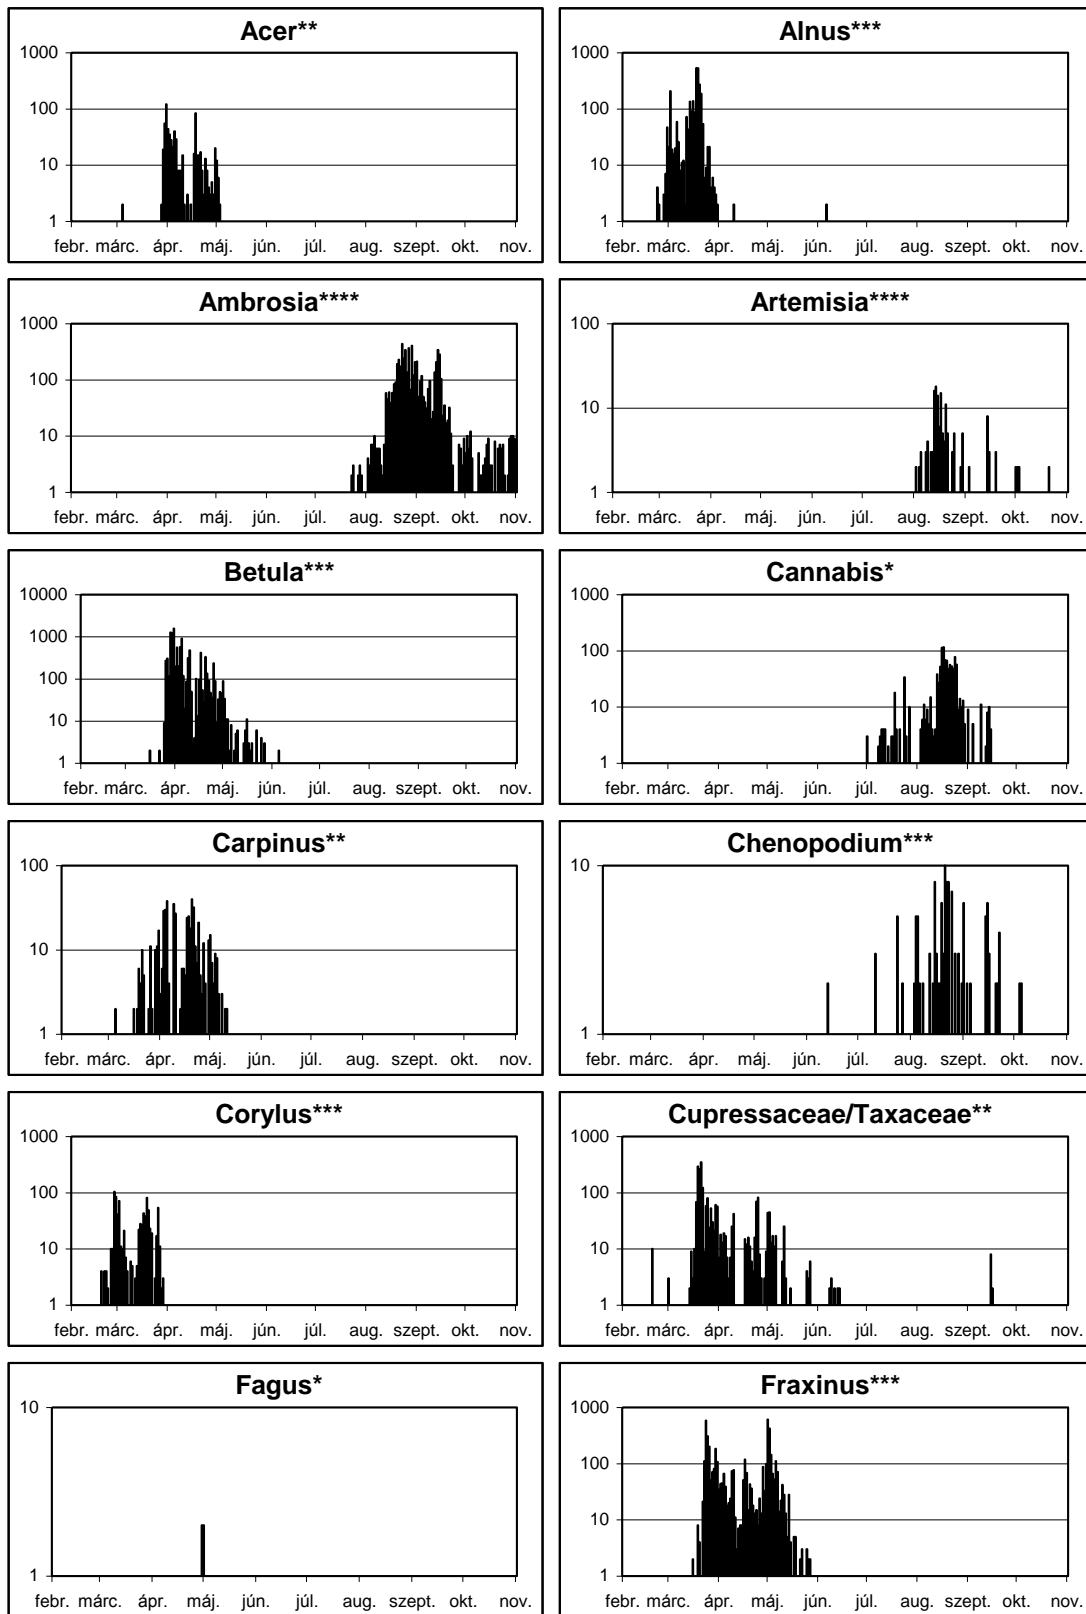 Acer**
1000
100
10
1
febr. márc. ápr. máj. jún. júl. aug. szept. okt. nov.
Alnus***
1000
100
10
1
febr. márc. ápr. máj. jún. júl. aug. szept. okt. nov.
Ambrosia****
1000
100
10
1
febr. márc. ápr. máj. jún. júl. aug. szept. okt. nov.
Artemisia****
100
10
1
febr. márc. ápr. máj. jún. júl. aug. szept. okt. nov.
Betula***
10000
1000
100
10
1
febr. márc. ápr. máj. jún. júl. aug. szept. okt. nov.
Cannabis*
1000
100
10
1
febr. márc. ápr. máj. jún. júl. aug. szept. okt. nov.
Carpinus**
100
10
1
febr. márc. ápr. máj. jún. júl. aug. szept. okt. nov.
Chenopodium***
10
1
febr. márc. ápr. máj. jún. júl. aug. szept. okt. nov.
Corylus***
1000
100
10
1
febr. márc. ápr. máj. jún. júl. aug. szept. okt. nov.
Cupressaceae/Taxaceae**
1000
100
10
1
febr. márc. ápr. máj. jún. júl. aug. szept. okt. nov.
Fagus*
10
1
febr. márc. ápr. máj. jún. júl. aug. szept. okt. nov.
Fraxinus***
1000
100
10
1
febr. márc. ápr. máj. jún. júl. aug. szept. okt. nov.